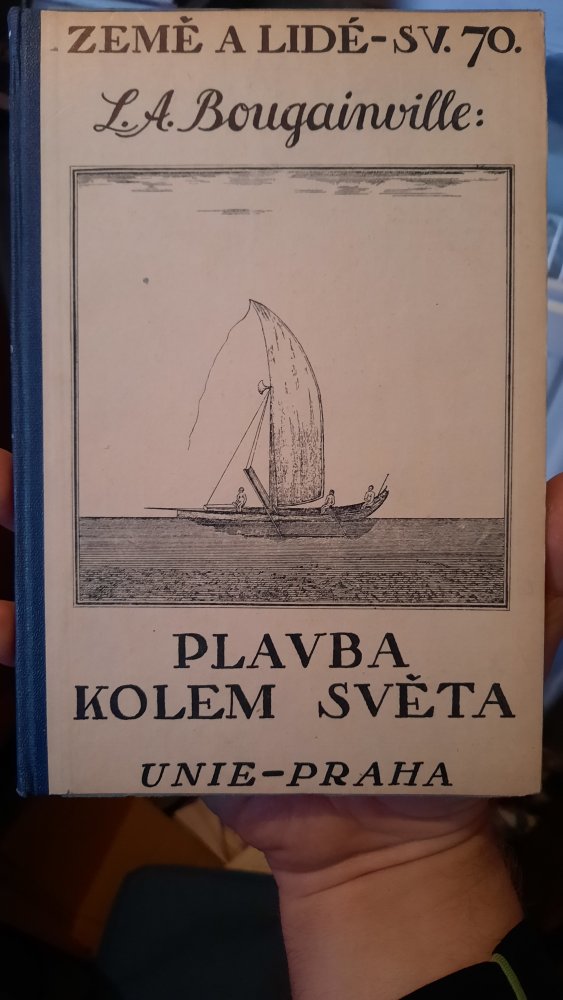 ZEMĚ A LIDÉ-SV. 70.
L.A. Bougainville:
PLAVBA
KOLEM SVĚTA
UNIE-PRAHA